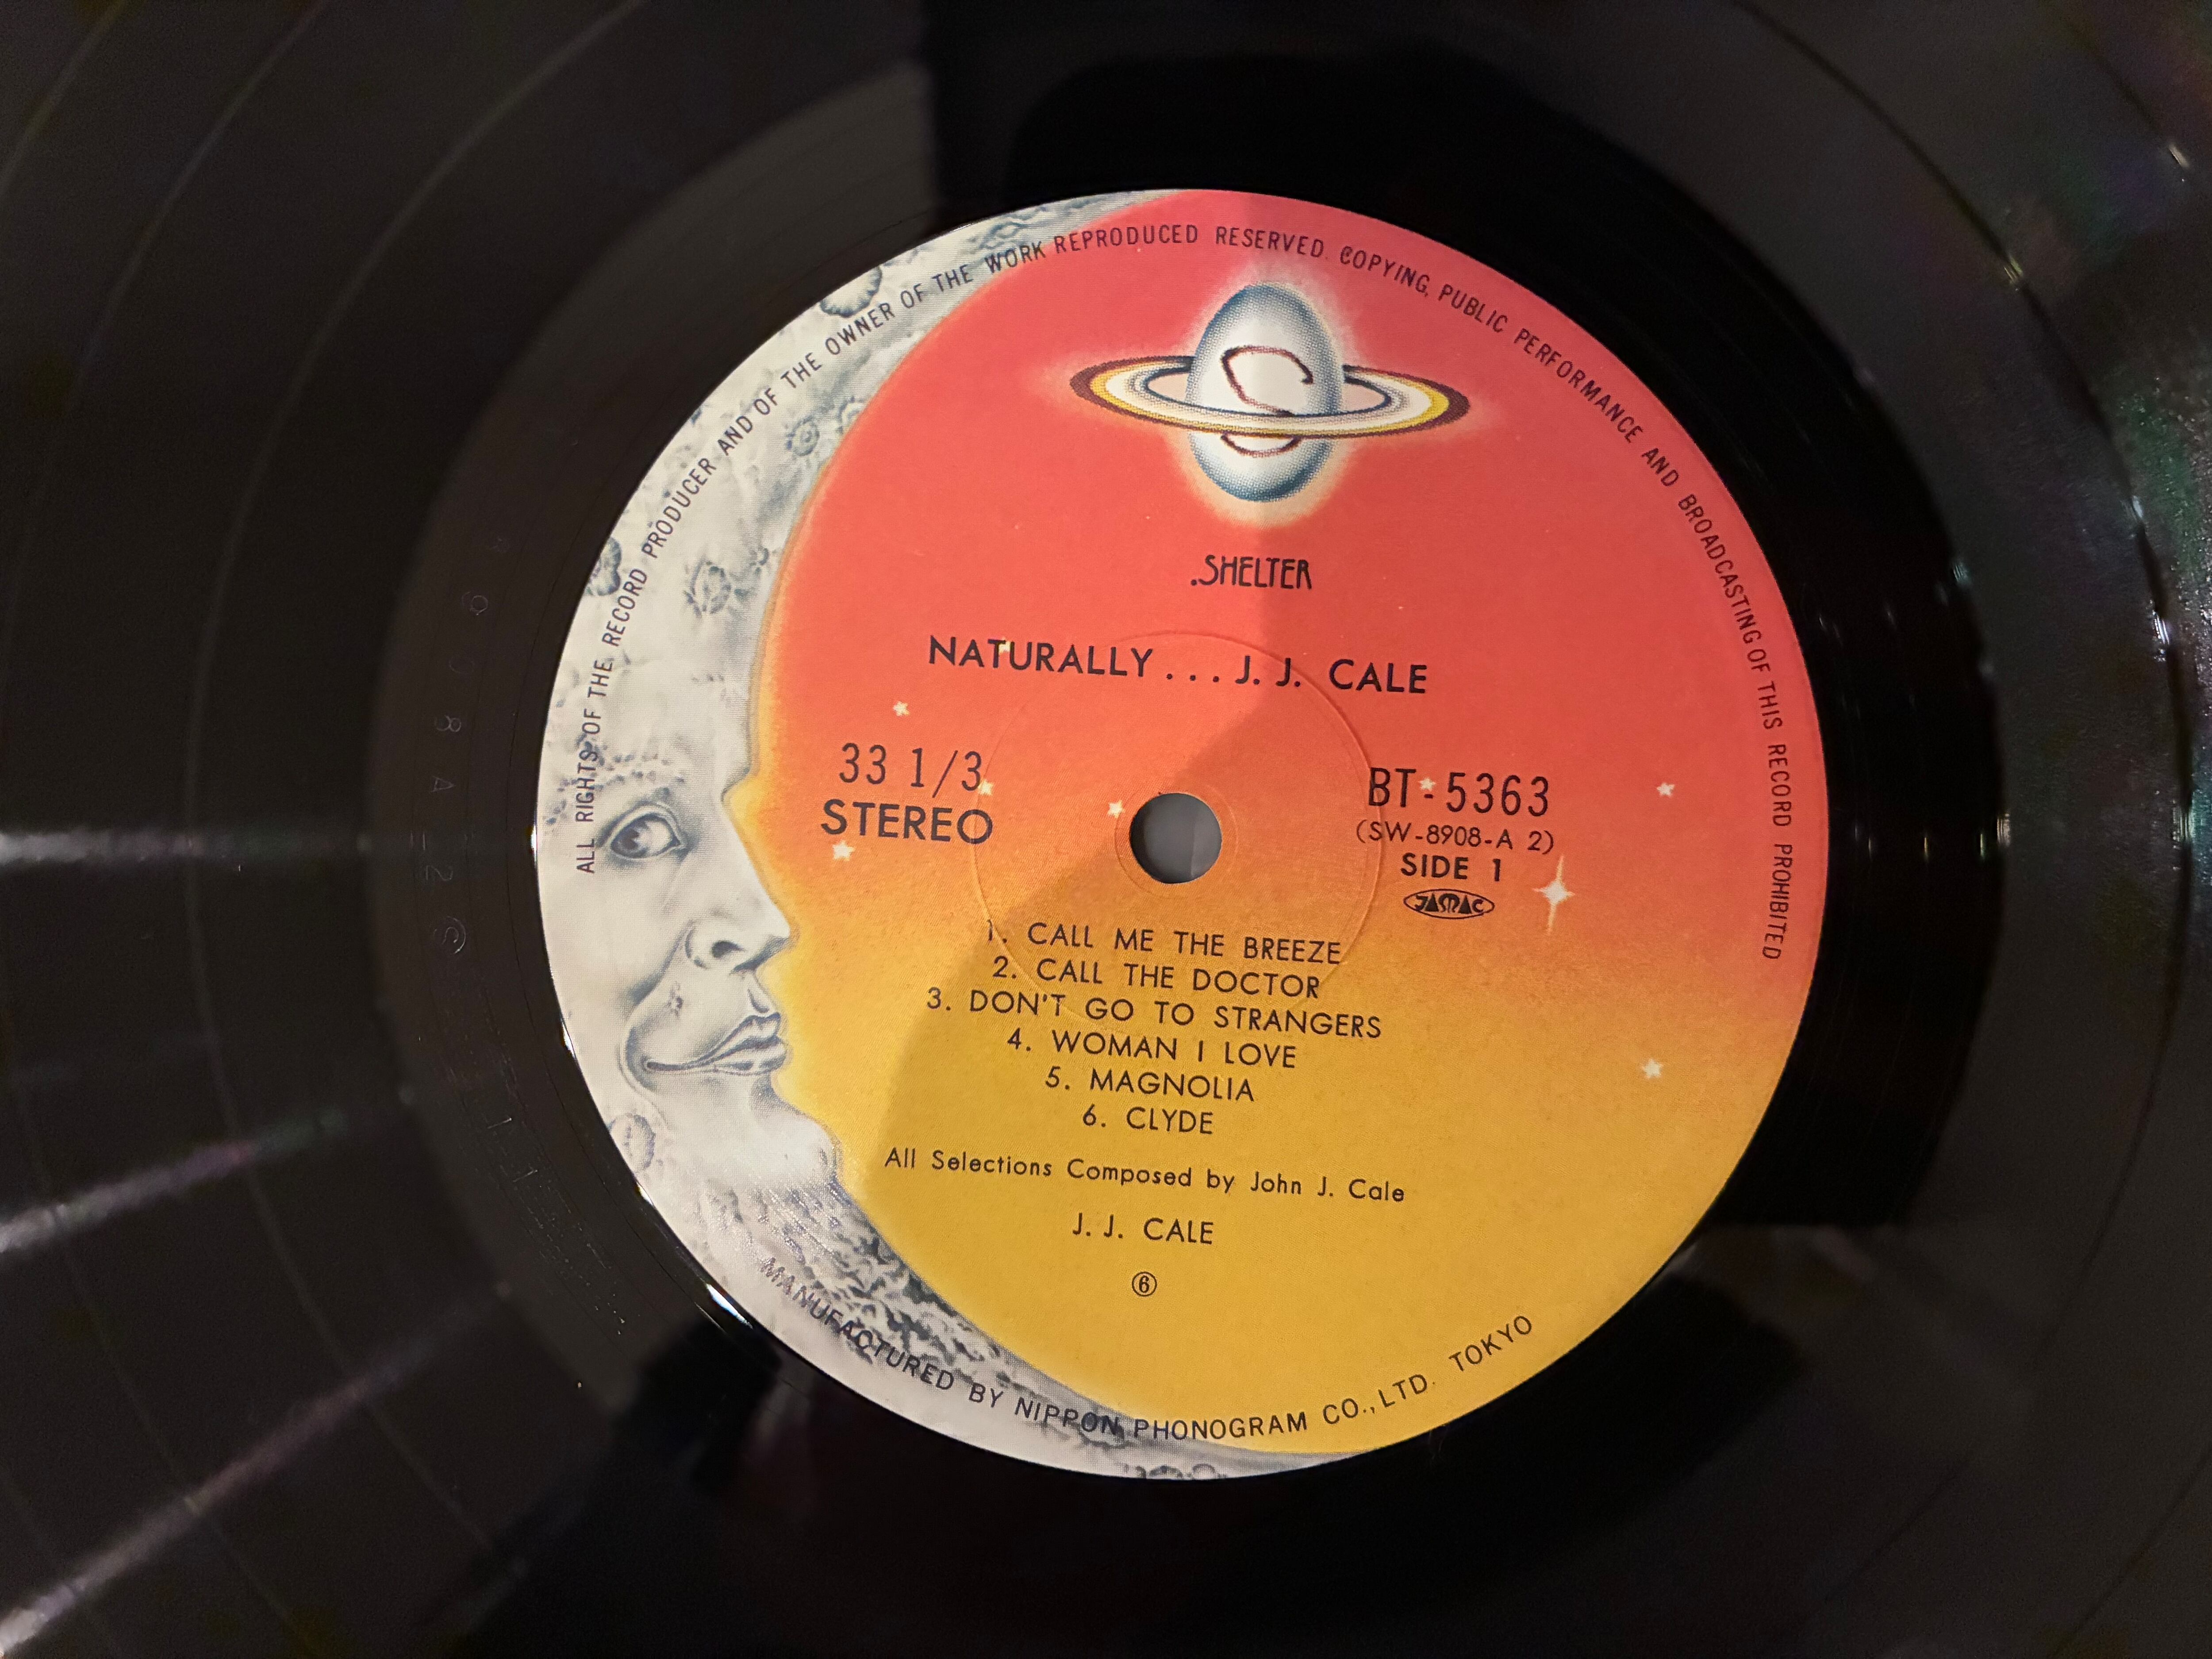 ALL RIGHTS OF THE RECORD PRODUCER AND OF THE OWNER OF THE WORK REPRODUCED RESERVED. COPYING, PUBLIC PERFORMANCE AND BROADCASTING OF THIS RECORD PROHIBITED
.SHELTER
NATURALLY... J. J. CALE
33 1/3
STEREO
BT-5363
(SW-8908-A 2)
SIDE 1
JASRAC
1. CALL ME THE BREEZE
2. CALL THE DOCTOR
3. DON'T GO TO STRANGERS
4. WOMAN I LOVE
5. MAGNOLIA
6. CLYDE
All Selections Composed by John J. Cale
J. J. CALE
⑥
MANUFACTURED BY NIPPON PHONOGRAM CO., LTD. TOKYO